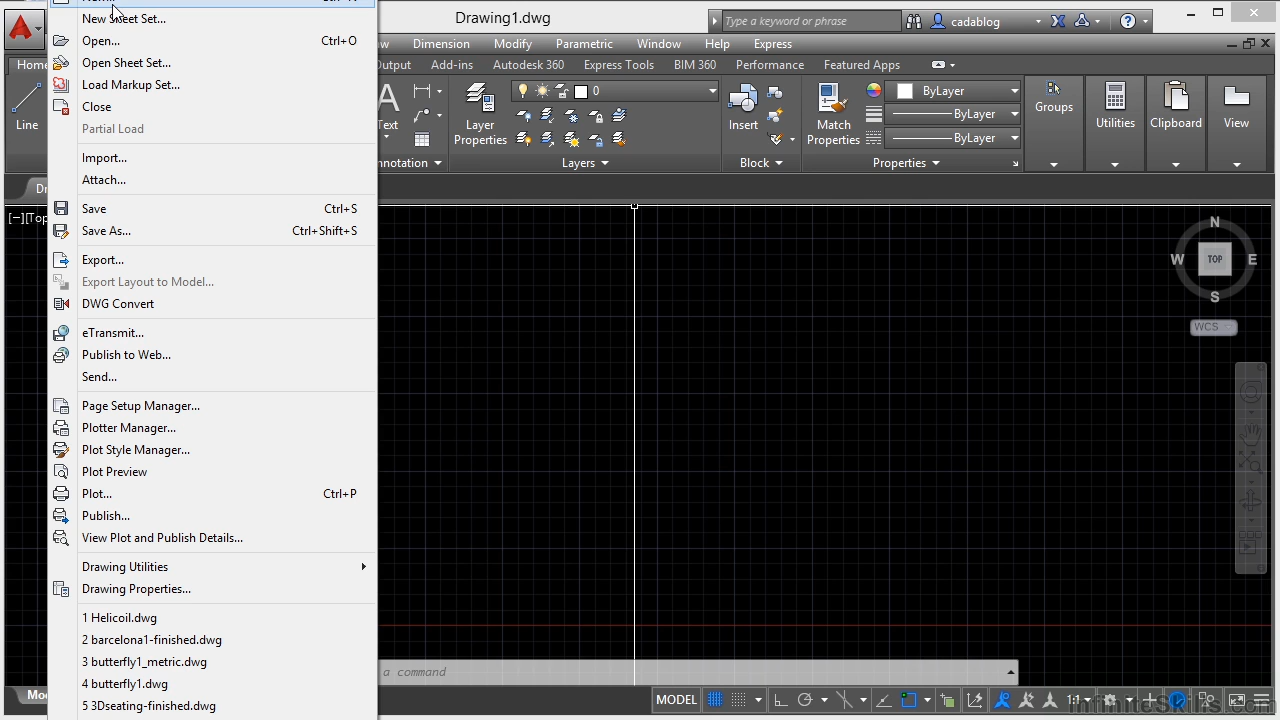 Drawing1.dwg
Type a keyword or phrase
cadablog
New Sheet Set...
Open... Ctrl+O
Open Sheet Set...
Load Markup Set...
Close
Partial Load
Import...
Attach...
Save Ctrl+S
Save As... Ctrl+Shift+S
Export...
Export Layout to Model...
DWG Convert
eTransmit...
Publish to Web...
Send...
Page Setup Manager...
Plotter Manager...
Plot Style Manager...
Plot Preview
Plot... Ctrl+P
Publish...
View Plot and Publish Details...
Drawing Utilities
Drawing Properties...
1 Helicoil.dwg
2 barcelona1-finished.dwg
3 butterfly1_metric.dwg
4 butterfly1.dwg
5 3Dseating-finished.dwg
Dimension Modify Parametric Window Help Express
Home
Add-ins Autodesk 360 Express Tools BIM 360 Performance Featured Apps
Line
Text
Layer
Properties
0
Layers
Insert
Block
Match
Properties
ByLayer
ByLayer
ByLayer
Properties
Groups
Utilities
Clipboard
View
[−][Top
N
W TOP E
S
WCS
a command
MODEL
1:1
InfiniteSkills.com